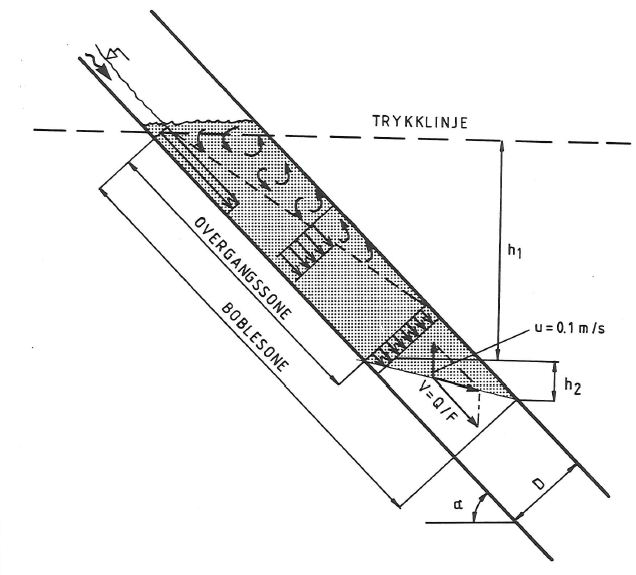 TRYKKLINJE
h₁
OVERGANGSSONE
BOBLESONE
u = 0.1 m/s
h₂
V=Q/F
D
α